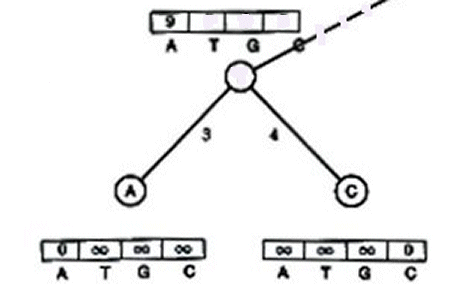 9
A T G C
3 4
A C
0 ∞ ∞ ∞ ∞ ∞ ∞ 0
A T G C A T G C